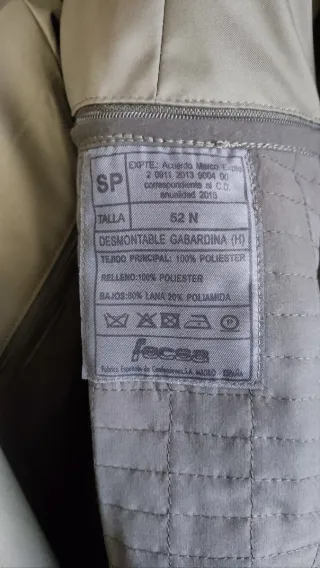 SP
EXPTE.: Acuerdo Marco Expte
2 0911 2013 9004 00
correspondiente al C.D.
anualidad 2015
TALLA 52 N
DESMONTABLE GABARDINA (H)
TEJIDO PRINCIPAL: 100% POLIESTER
RELLENO:100% POLIESTER
BAJOS:80% LANA 20% POLIAMIDA
P
fecsa
Fabrica Española de Confecciones, S.A. MADRID - ESPAÑA